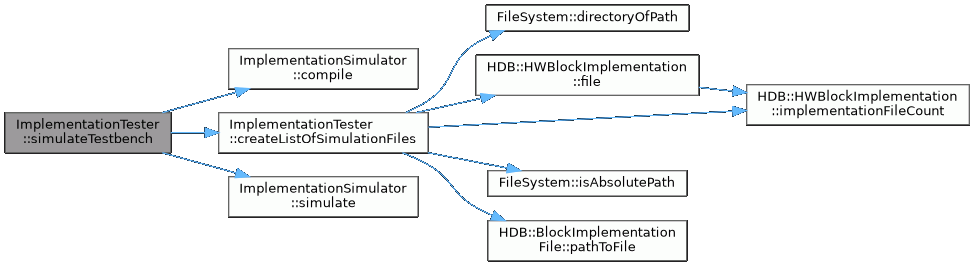 ImplementationTester
::simulateTestbench
ImplementationSimulator
::compile
ImplementationTester
::createListOfSimulationFiles
ImplementationSimulator
::simulate
FileSystem::directoryOfPath
HDB::HWBlockImplementation
::file
FileSystem::isAbsolutePath
HDB::BlockImplementation
File::pathToFile
HDB::HWBlockImplementation
::implementationFileCount